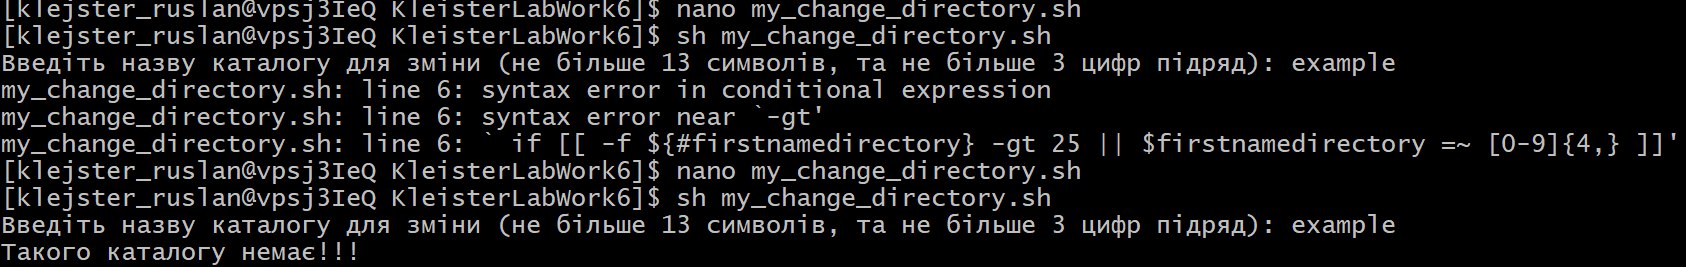 [klejster_ruslan@vpsj3IeQ KleisterLabWork6]$ nano my_change_directory.sh
[klejster_ruslan@vpsj3IeQ KleisterLabWork6]$ sh my_change_directory.sh
Введіть назву каталогу для зміни (не більше 13 символів, та не більше 3 цифр підряд): example
my_change_directory.sh: line 6: syntax error in conditional expression
my_change_directory.sh: line 6: syntax error near `-gt'
my_change_directory.sh: line 6: ` if [[ -f ${#firstnamedirectory} -gt 25 || $firstnamedirectory =~ [0-9]{4,} ]]'
[klejster_ruslan@vpsj3IeQ KleisterLabWork6]$ nano my_change_directory.sh
[klejster_ruslan@vpsj3IeQ KleisterLabWork6]$ sh my_change_directory.sh
Введіть назву каталогу для зміни (не більше 13 символів, та не більше 3 цифр підряд): example
Такого каталогу немає!!!